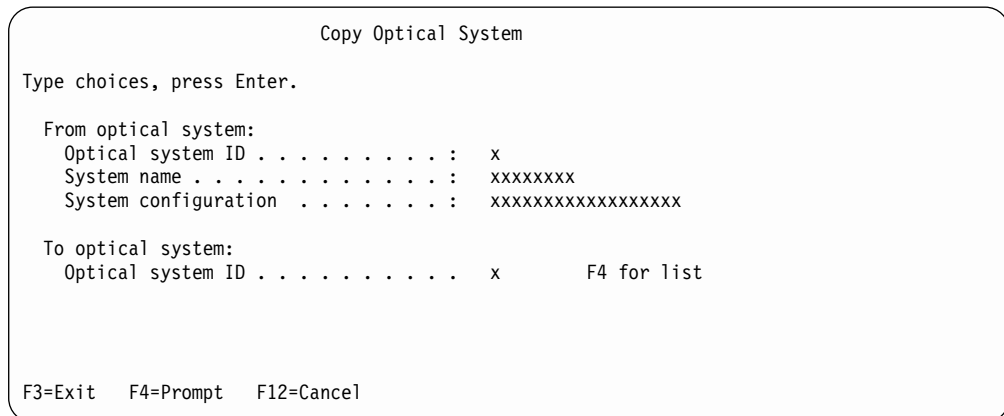 Copy Optical System
Type choices, press Enter.
From optical system:
Optical system ID . . . . . . . . . : x
System name . . . . . . . . . . . . : xxxxxxxx
System configuration . . . . . . . : xxxxxxxxxxxxxxxxxx
To optical system:
Optical system ID . . . . . . . . . . x F4 for list
F3=Exit F4=Prompt F12=Cancel